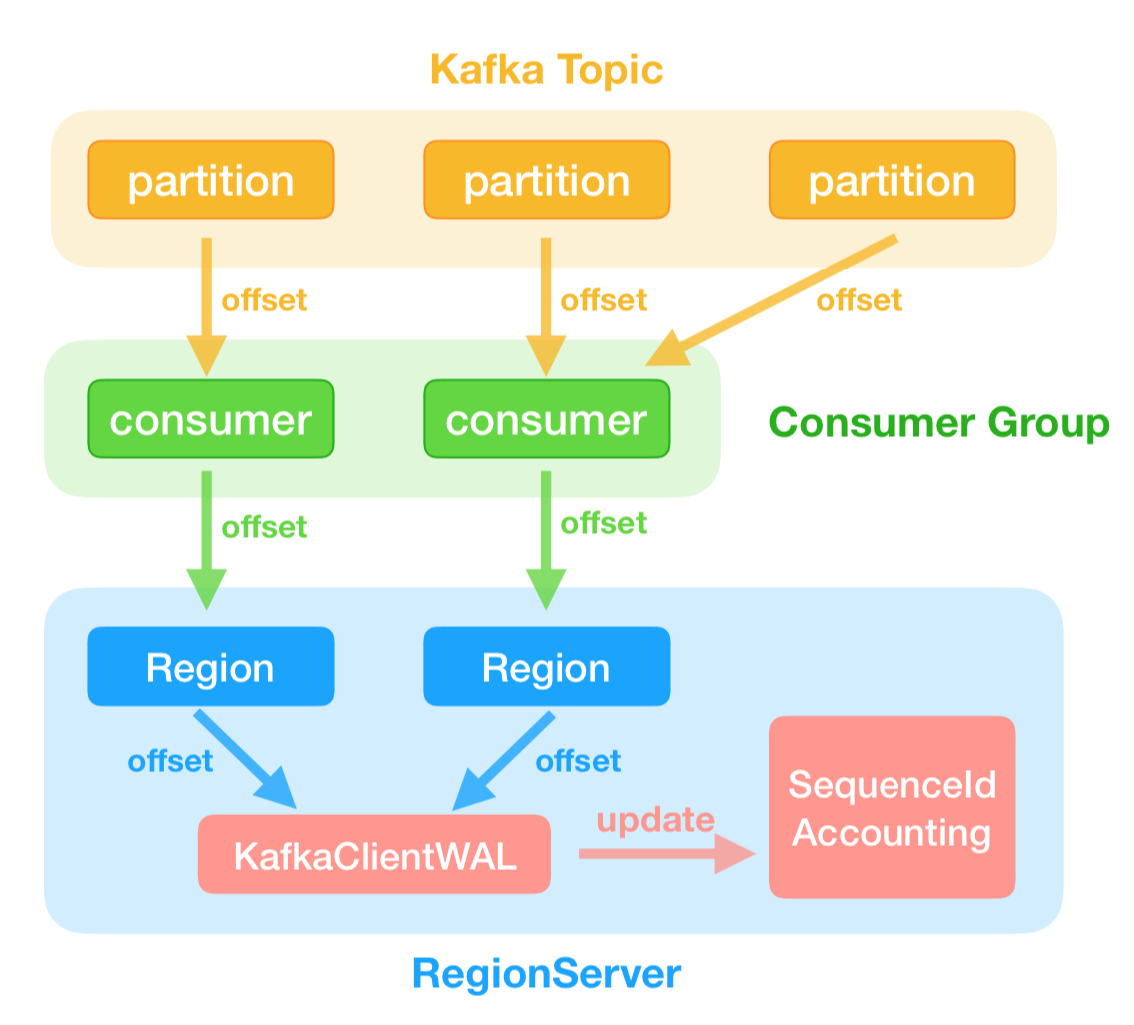 Kafka Topic
partition
partition
partition
offset
offset
offset
consumer
consumer
Consumer Group
offset
offset
Region
Region
offset
offset
KafkaClientWAL
update
SequenceId
Accounting
RegionServer